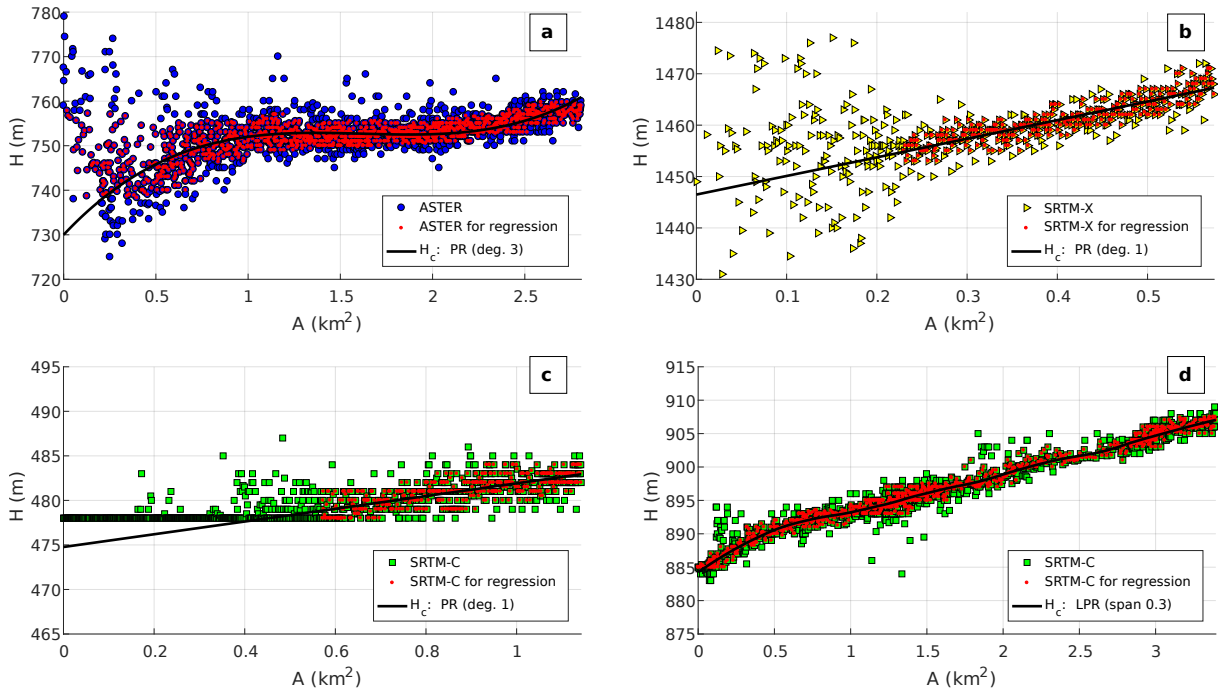 780
770
760
750
740
730
720
H (m)
a
ASTER
ASTER for regression
H_c: PR (deg. 3)
0 0.5 1 1.5 2 2.5
A (km²)
1480
1470
1460
1450
1440
1430
H (m)
b
SRTM-X
SRTM-X for regression
H_c: PR (deg. 1)
0 0.1 0.2 0.3 0.4 0.5
A (km²)
495
490
485
480
475
470
465
H (m)
c
SRTM-C
SRTM-C for regression
H_c: PR (deg. 1)
0 0.2 0.4 0.6 0.8 1
A (km²)
915
910
905
900
895
890
885
880
875
H (m)
d
SRTM-C
SRTM-C for regression
H_c: LPR (span 0.3)
0 0.5 1 1.5 2 2.5 3
A (km²)